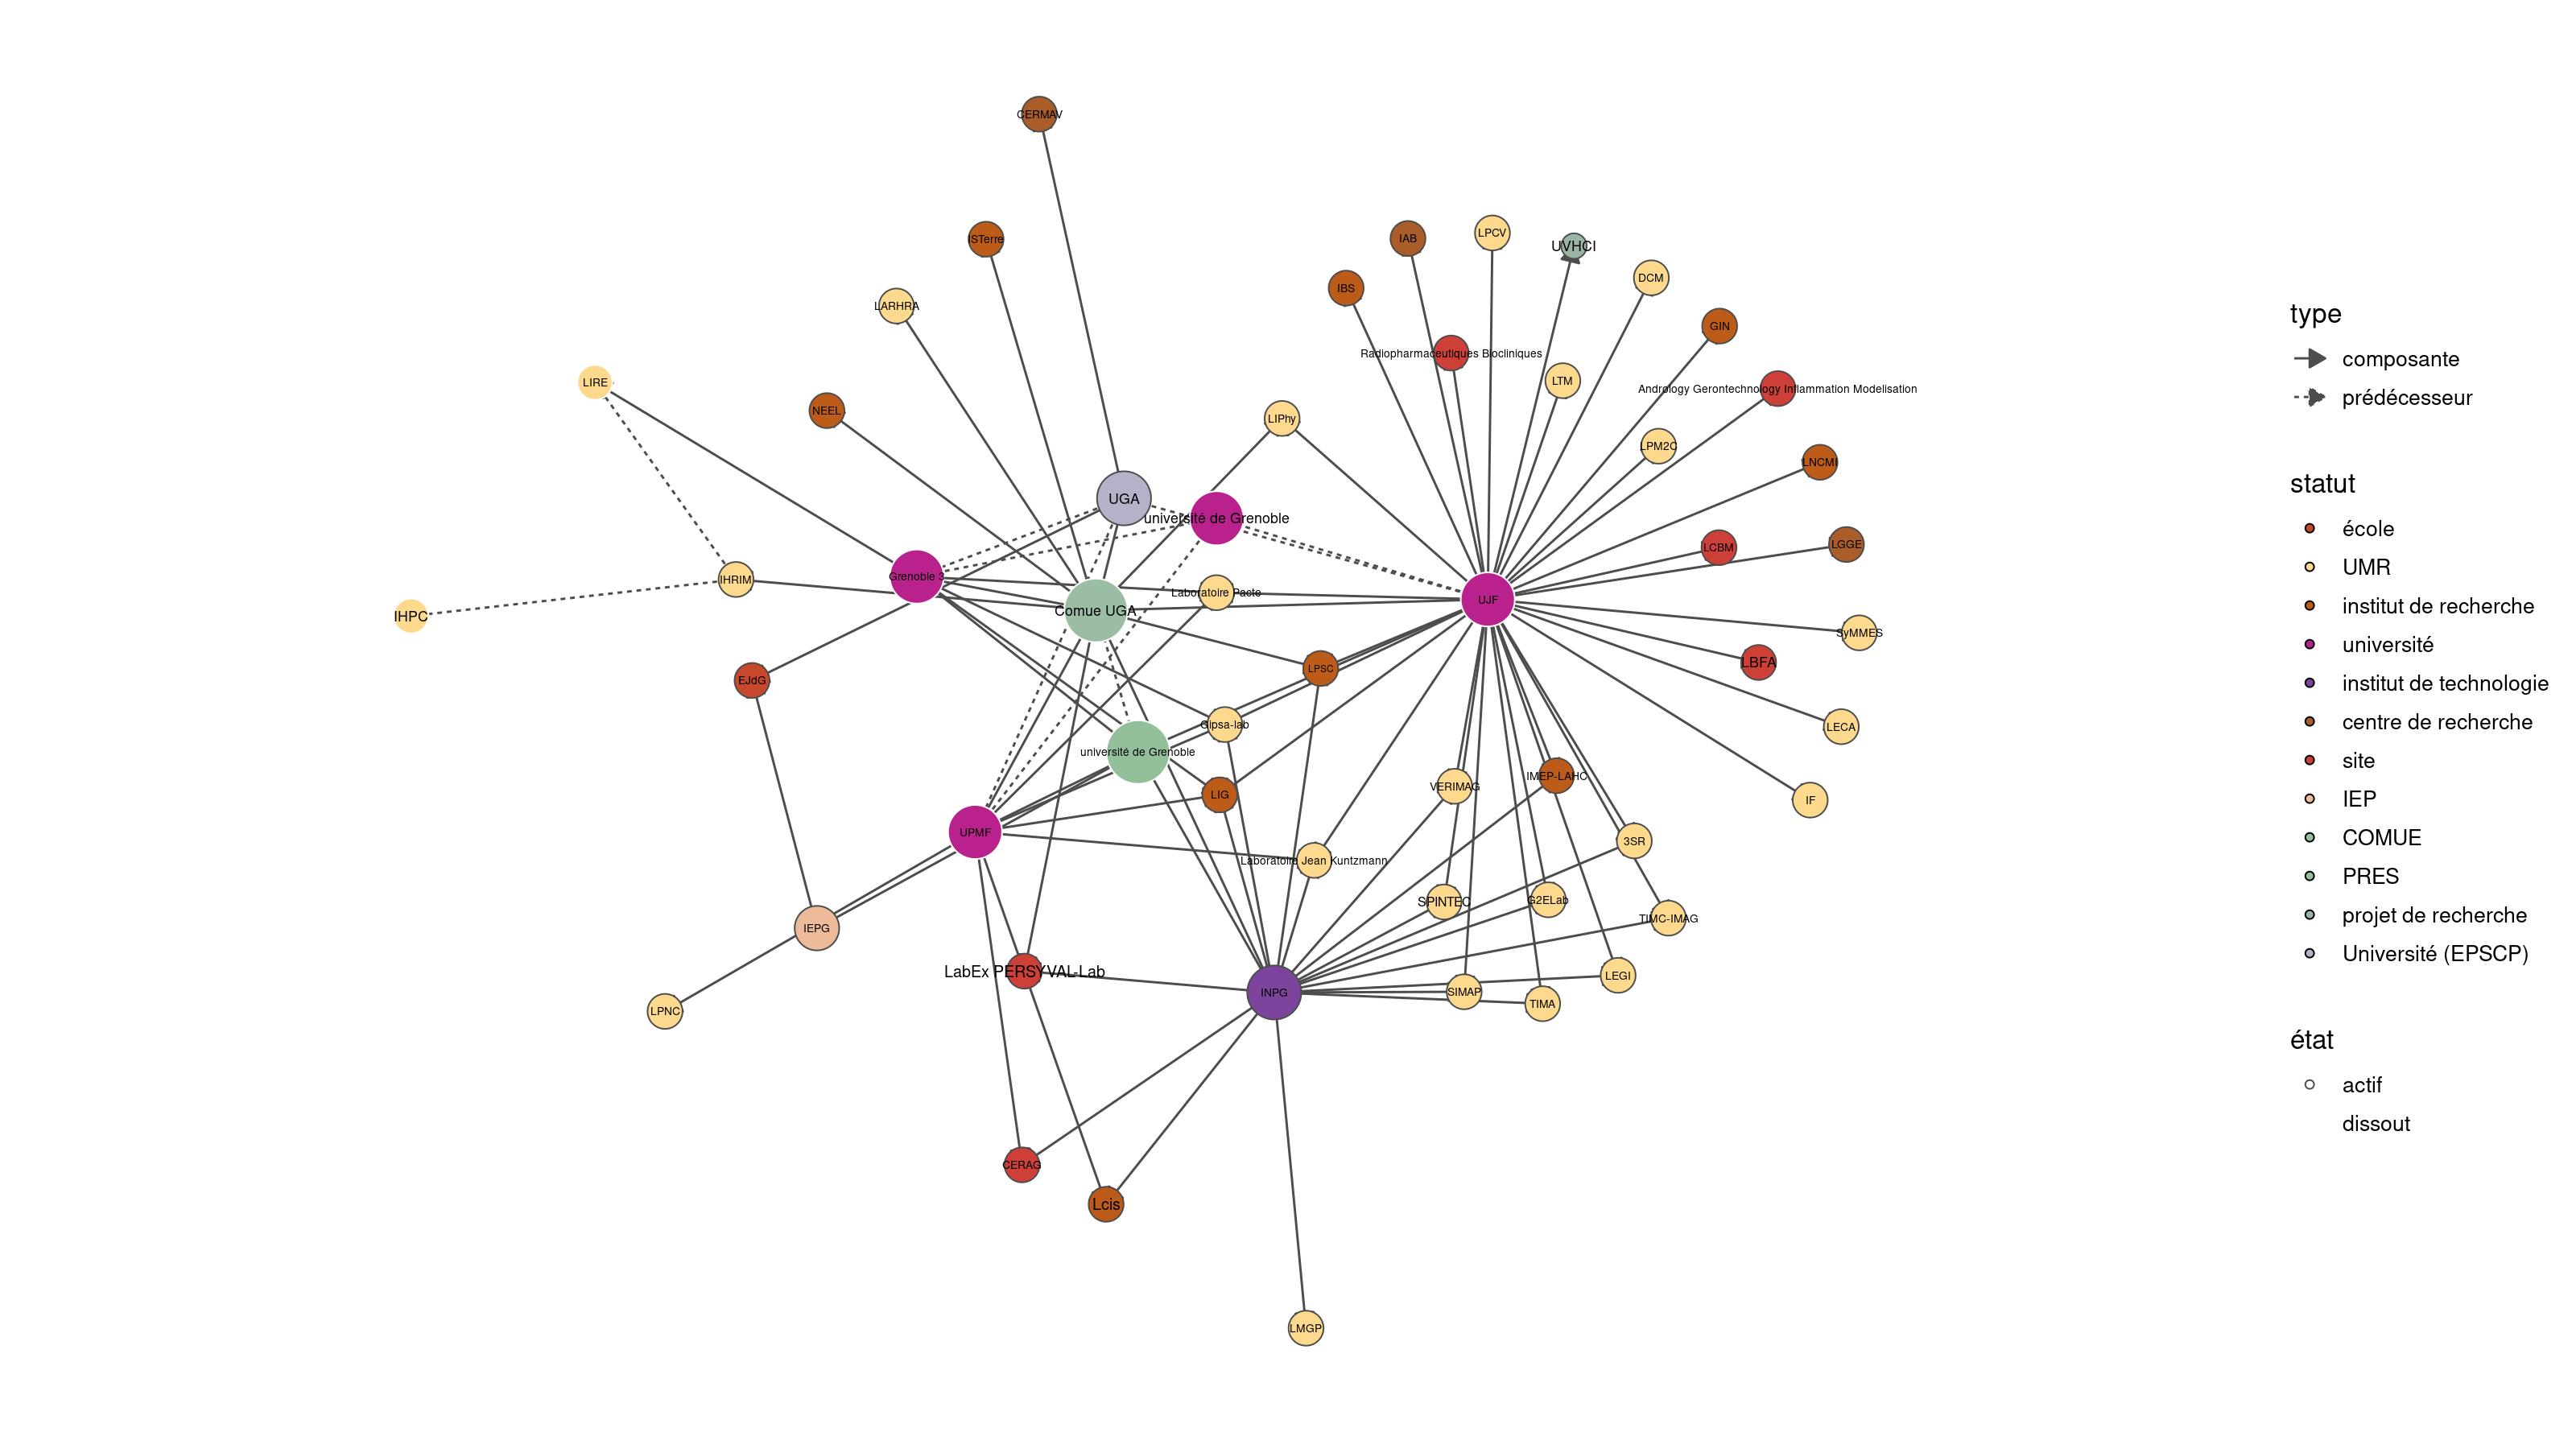 CERMAV
ISTerre
IAB
LPCV
UVHCI
DCM
IBS
LARHRA
GIN
Radiopharmaceutiques Biocliniques
LIRE
LTM
Andrology Gerontechnology Inflammation Modelisation
NEEL
LIPhy
LPM2C
LNCMI
UGA
université de Grenoble
LCBM
LGGE
Grenoble 3
IHRIM
Laboratoire Pacte
UJF
Comue UGA
IHPC
SyMMES
LBFA
LPSC
EJdG
Gipsa-lab
LECA
université de Grenoble
IMEP-LAHC
VERIMAG
LIG
IF
UPMF
3SR
Laboratoire Jean Kuntzmann
SPINTEC
G2ELab
TIMC-IMAG
IEPG
LabEx PERSYVAL-Lab
LEGI
INPG
SIMAP
TIMA
LPNC
CERAG
Lcis
LMGP
type
composante
prédécesseur
statut
école
UMR
institut de recherche
université
institut de technologie
centre de recherche
site
IEP
COMUE
PRES
projet de recherche
Université (EPSCP)
état
actif
dissout